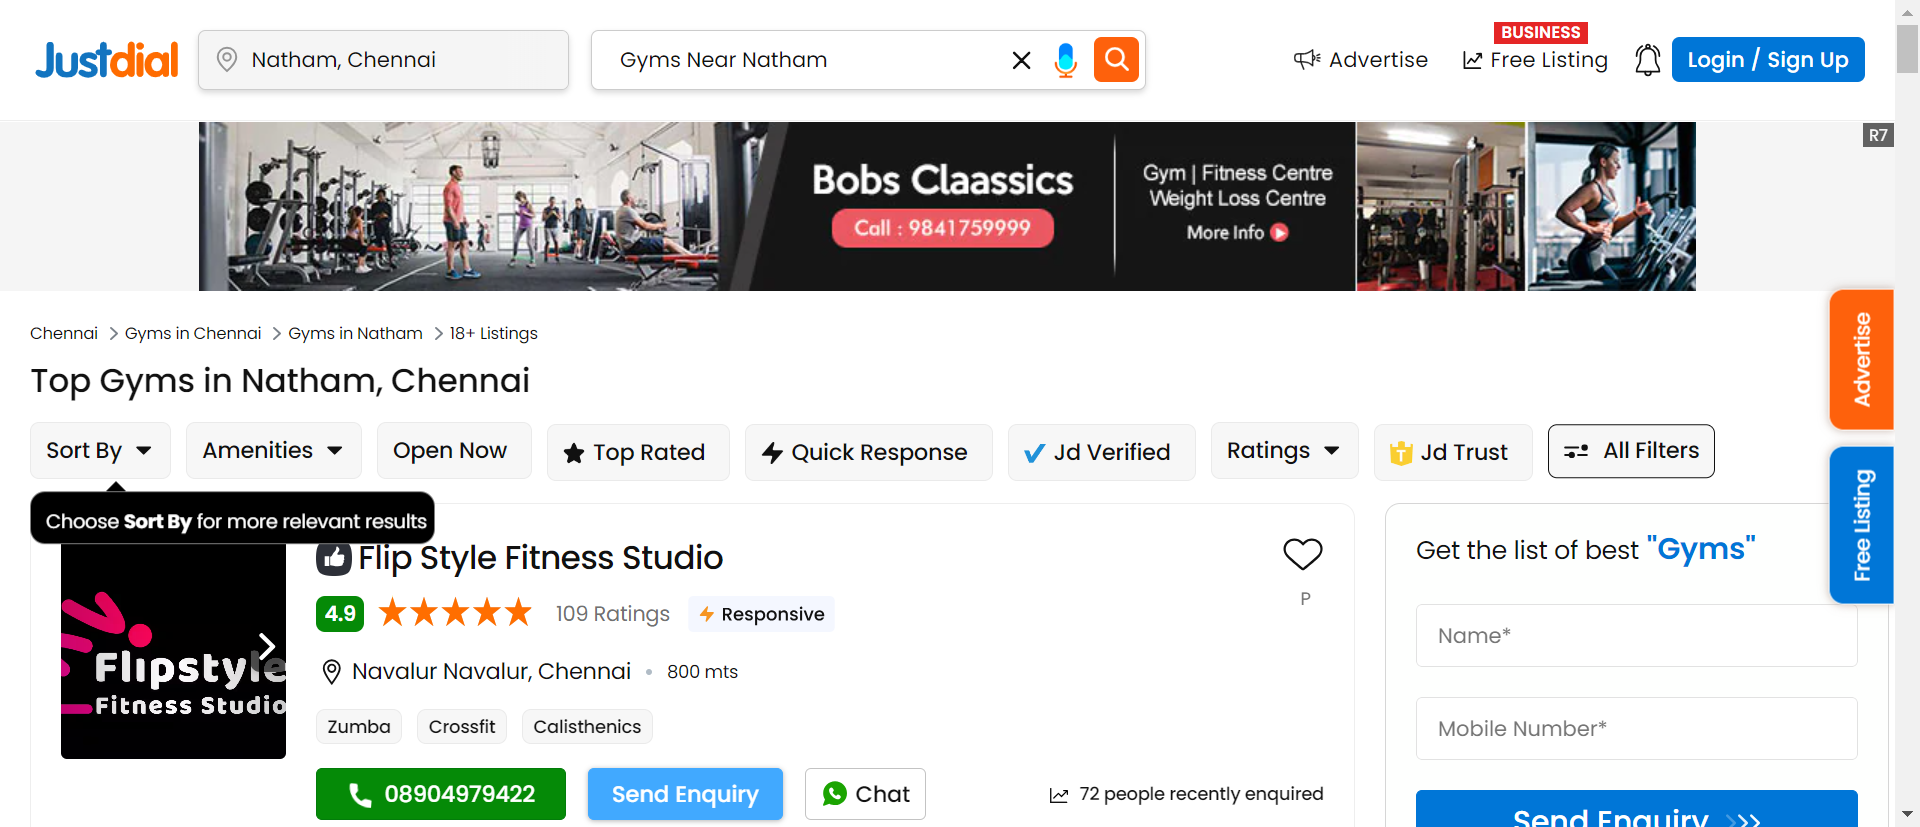 Justdial
Natham, Chennai
Gyms Near Natham
Advertise
BUSINESS
Free Listing
Login / Sign Up
R7
Bobs Claassics
Call : 9841759999
Gym | Fitness Centre
Weight Loss Centre
More Info
Chennai
Gyms in Chennai
Gyms in Natham
18+ Listings
Top Gyms in Natham, Chennai
Sort By
Amenities
Open Now
Top Rated
Quick Response
Jd Verified
Ratings
T
Jd Trust
All Filters
Choose Sort By for more relevant results
Advertise
Free Listing
Flipstyle
Fitness Studio
Flip Style Fitness Studio
P
4.9
109 Ratings
Responsive
Navalur Navalur, Chennai • 800 mts
Zumba
Crossfit
Calisthenics
08904979422
Send Enquiry
Chat
72 people recently enquired
Get the list of best "Gyms"
Name*
Mobile Number*
Send Enquiry